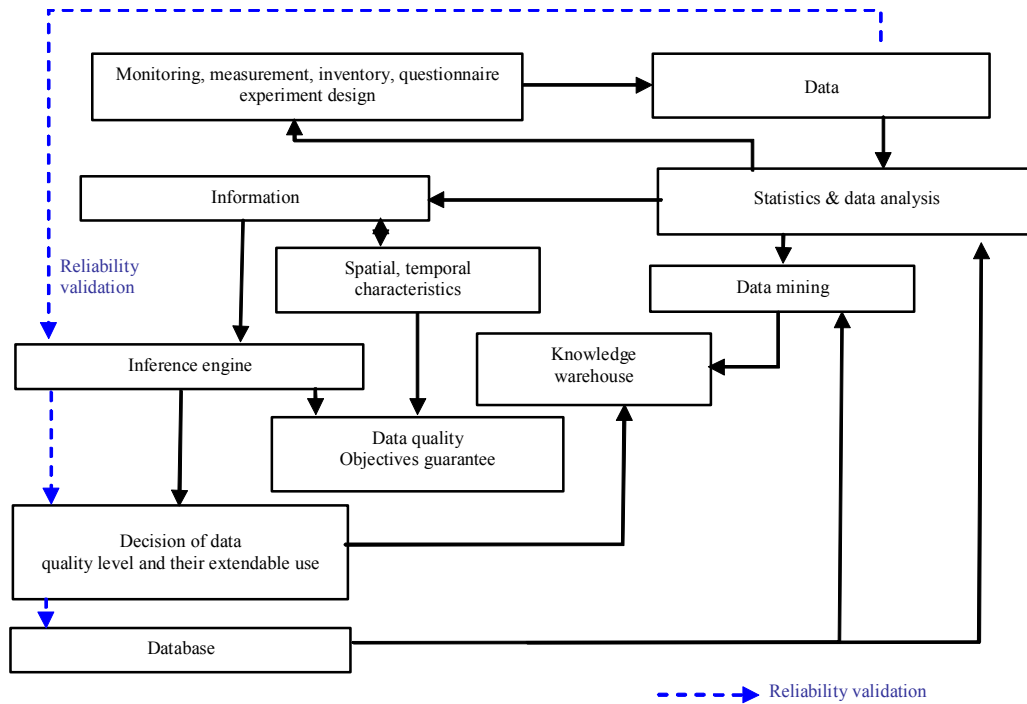 Monitoring, measurement, inventory, questionnaire
experiment design
Data
Information
Statistics & data analysis
Spatial, temporal
characteristics
Reliability
validation
Data mining
Inference engine
Knowledge
warehouse
Data quality
Objectives guarantee
Decision of data
quality level and their extendable use
Database
Reliability validation